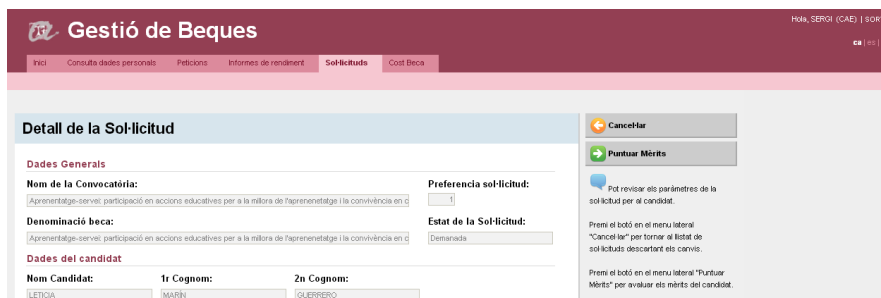 Hola, SERGI (CAE) | SOR
Gestió de Beques
ca | es |
Inici Consulta dades personals Peticions Informes de rendiment Sol·licituds Cost Beca
Detall de la Sol·licitud
Dades Generals
Nom de la Convocatòria: Preferencia sol·licitud:
Aprenentatge-servei: participació en accions educatives per a la millora de l'aprenenetatge i la convivència en c 1
Denominació beca: Estat de la Sol·licitud:
Aprenentatge-servei: participació en accions educatives per a la millora de l'aprenenetatge i la convivència en c Demanada
Dades del candidat
Nom Candidat: 1r Cognom: 2n Cognom:
LETICIA MARÍN GUERRERO
Cancel·lar
Puntuar Mèrits
Pot revisar els paràmetres de la
sol·licitud per al candidat.
Premi el botó en el menu lateral
"Cancel·lar" per tornar al llistat de
sol·licituds descartant els canvis.
Premi el botó en el menu lateral "Puntuar
Mèrits" per avaluar els mèrits del candidat.